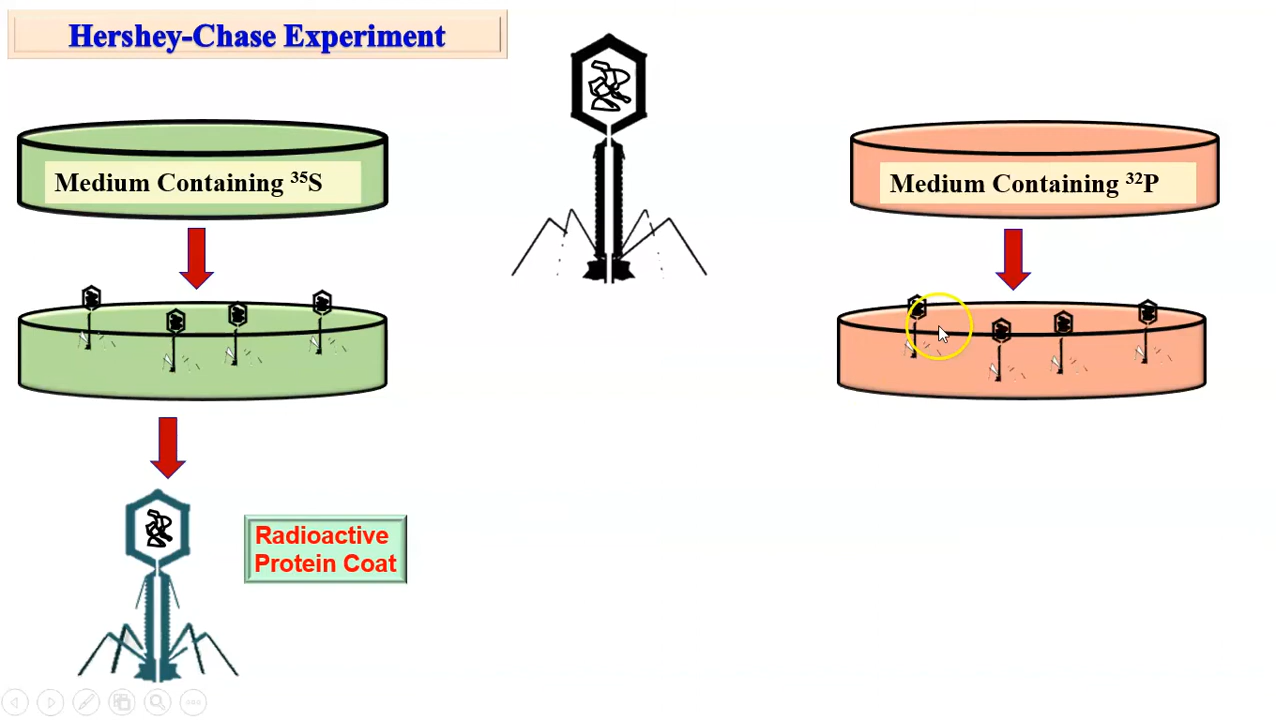 Hershey-Chase Experiment
Medium Containing ³⁵S
Medium Containing ³²P
Radioactive
Protein Coat